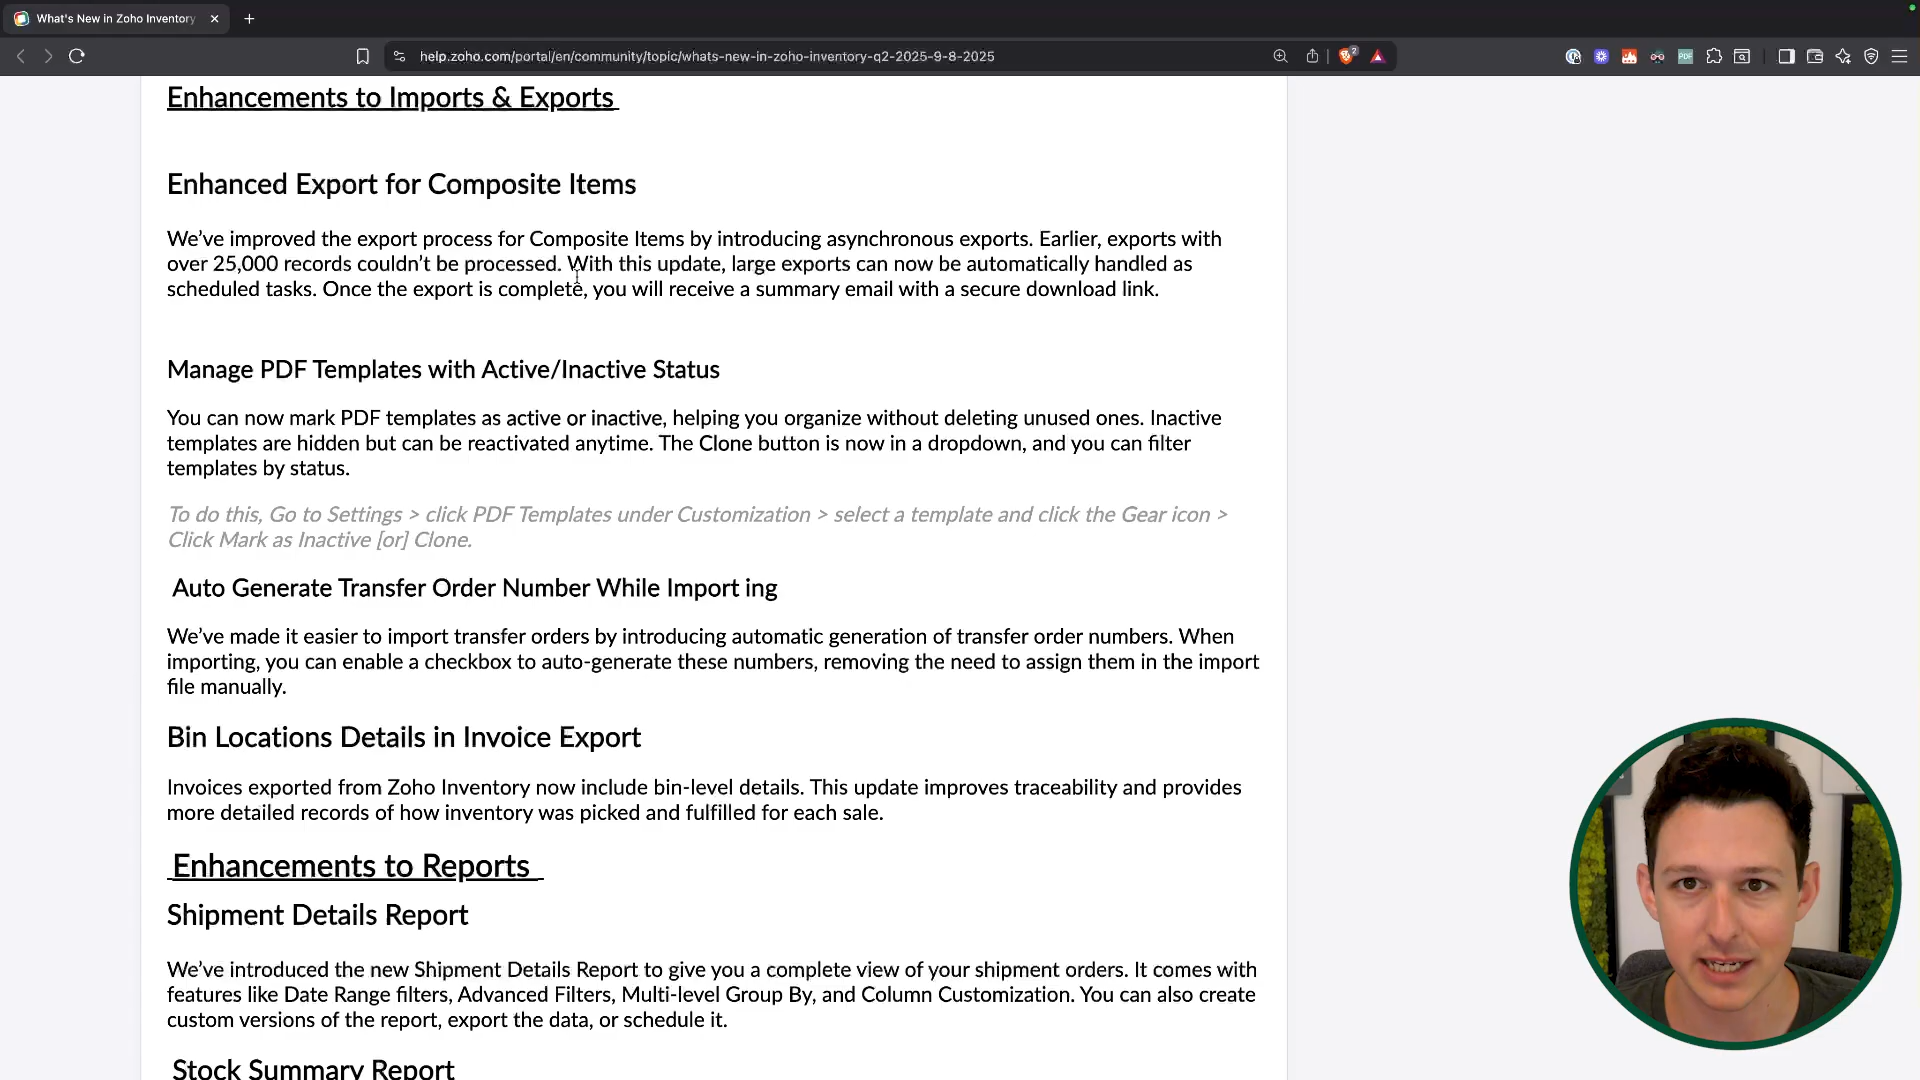 What's New in Zoho Inventory
help.zoho.com/portal/en/community/topic/whats-new-in-zoho-inventory-q2-2025-9-8-2025
2
PDF
Enhancements to Imports & Exports
Enhanced Export for Composite Items
We've improved the export process for Composite Items by introducing asynchronous exports. Earlier, exports with
over 25,000 records couldn't be processed. With this update, large exports can now be automatically handled as
scheduled tasks. Once the export is complete, you will receive a summary email with a secure download link.
Manage PDF Templates with Active/Inactive Status
You can now mark PDF templates as active or inactive, helping you organize without deleting unused ones. Inactive
templates are hidden but can be reactivated anytime. The Clone button is now in a dropdown, and you can filter
templates by status.
To do this, Go to Settings > click PDF Templates under Customization > select a template and click the Gear icon >
Click Mark as Inactive [or] Clone.
Auto Generate Transfer Order Number While Import ing
We've made it easier to import transfer orders by introducing automatic generation of transfer order numbers. When
importing, you can enable a checkbox to auto-generate these numbers, removing the need to assign them in the import
file manually.
Bin Locations Details in Invoice Export
Invoices exported from Zoho Inventory now include bin-level details. This update improves traceability and provides
more detailed records of how inventory was picked and fulfilled for each sale.
Enhancements to Reports
Shipment Details Report
We've introduced the new Shipment Details Report to give you a complete view of your shipment orders. It comes with
features like Date Range filters, Advanced Filters, Multi-level Group By, and Column Customization. You can also create
custom versions of the report, export the data, or schedule it.
Stock Summary Report